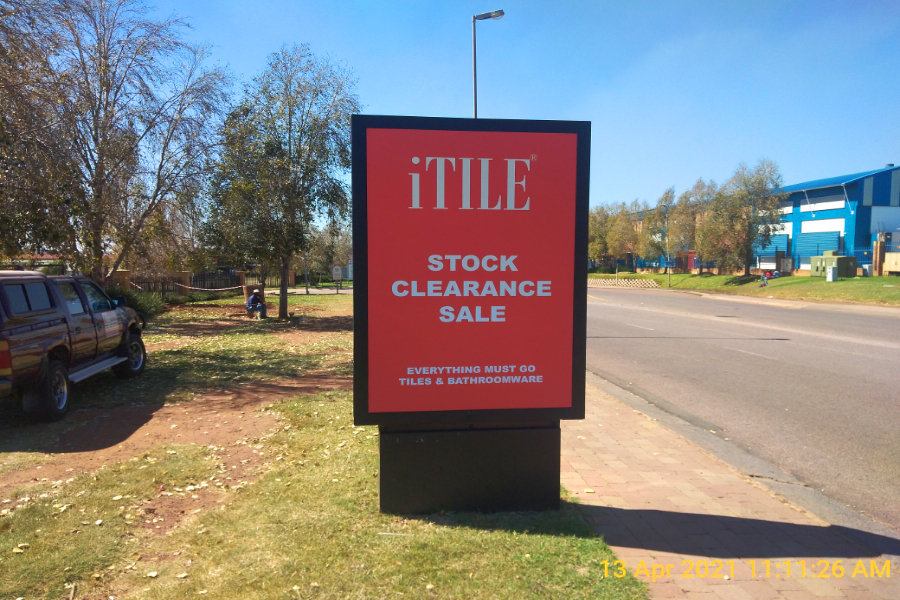 iTILE®
STOCK
CLEARANCE
SALE
EVERYTHING MUST GO
TILES & BATHROOMWARE
13 Apr 2021 11:11:26 AM